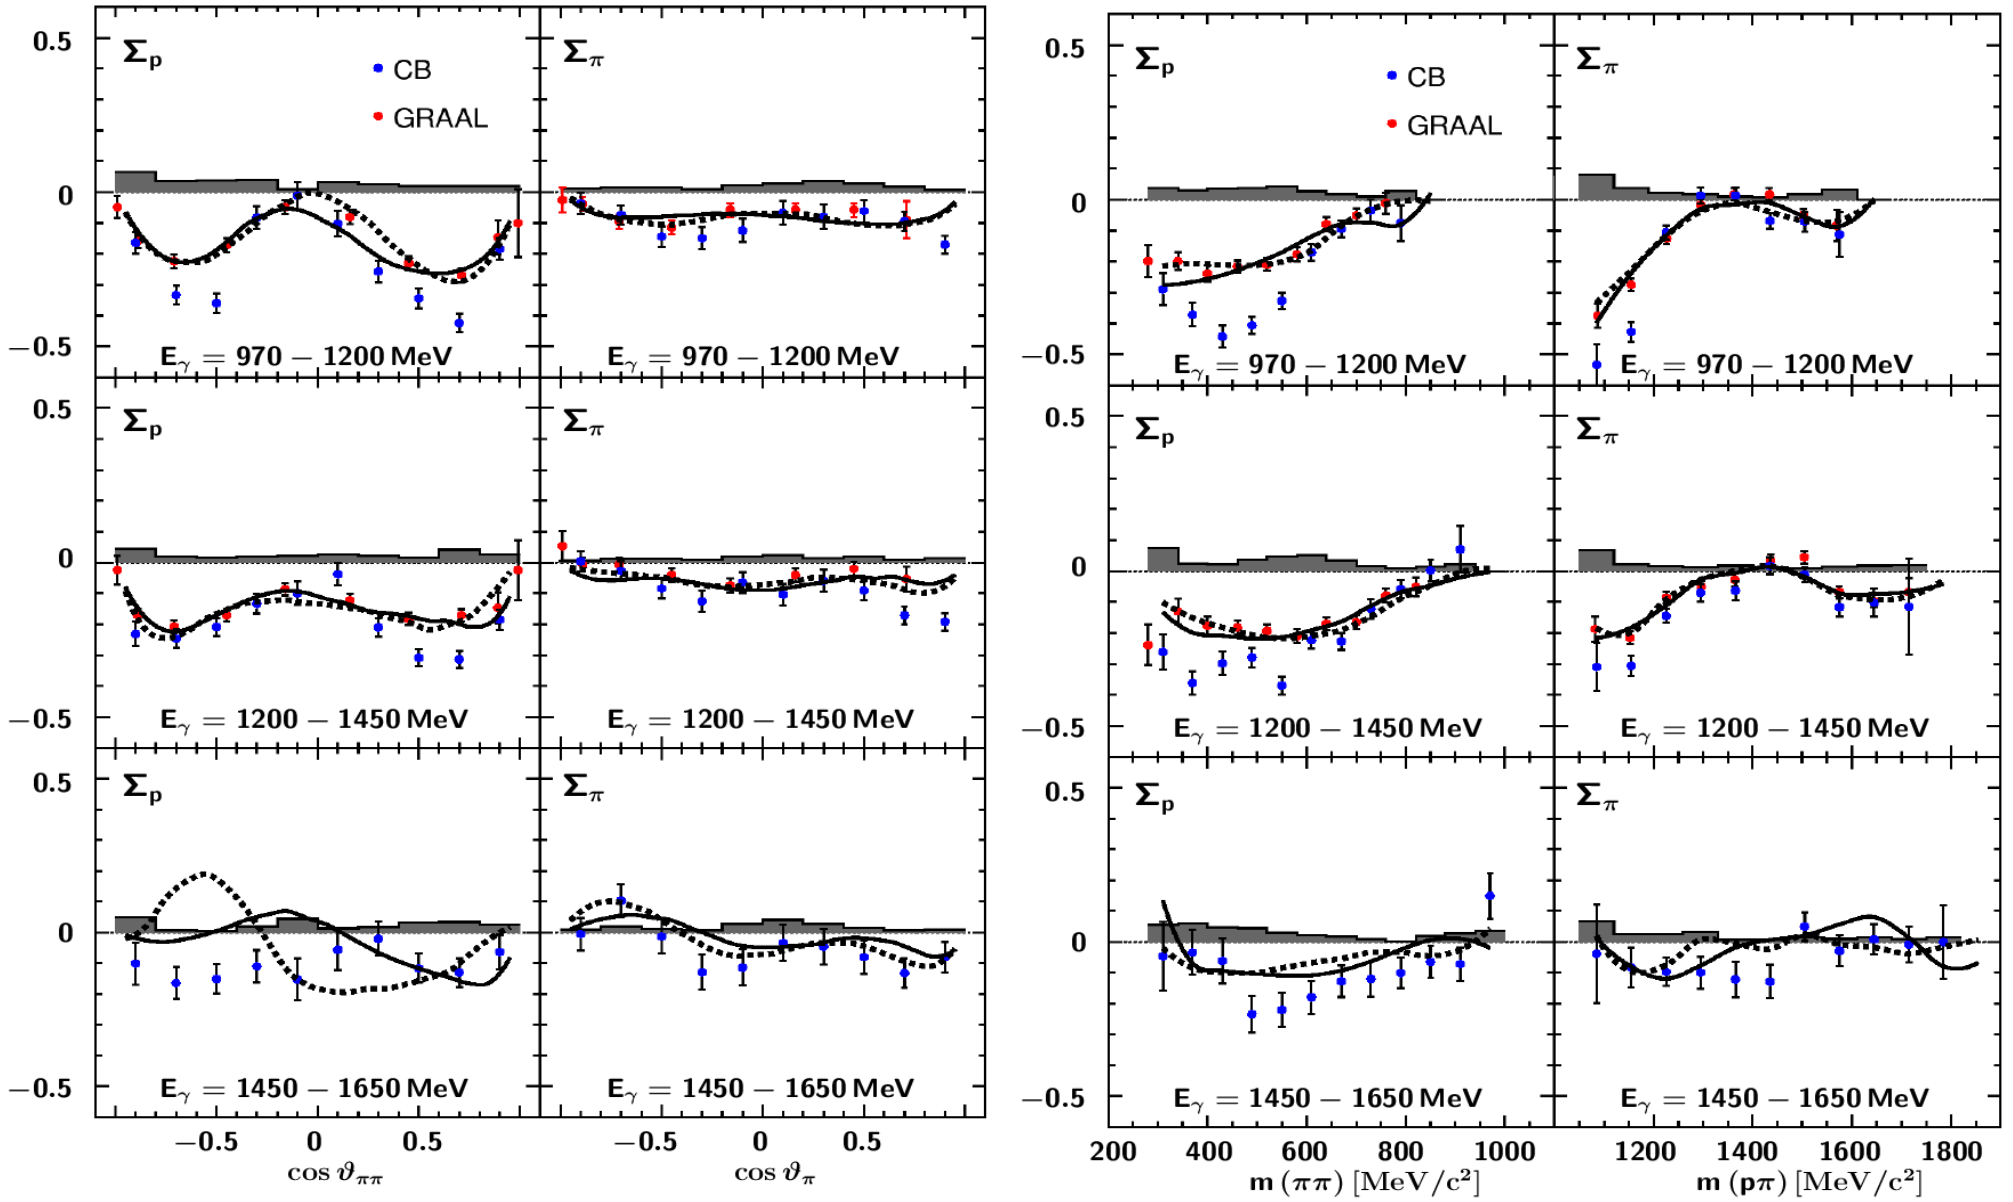 0.5 Σp CB GRAAL Σπ
0
−0.5 Eγ = 970 − 1200 MeV Eγ = 970 − 1200 MeV
0.5 Σp Σπ
0
−0.5 Eγ = 1200 − 1450 MeV Eγ = 1200 − 1450 MeV
0.5 Σp Σπ
0
−0.5 Eγ = 1450 − 1650 MeV Eγ = 1450 − 1650 MeV
−0.5 0 0.5 −0.5 0 0.5
cos ϑππ cos ϑπ
0.5 Σp CB GRAAL Σπ
0
−0.5 Eγ = 970 − 1200 MeV Eγ = 970 − 1200 MeV
0.5 Σp Σπ
0
−0.5 Eγ = 1200 − 1450 MeV Eγ = 1200 − 1450 MeV
0.5 Σp Σπ
0
−0.5 Eγ = 1450 − 1650 MeV Eγ = 1450 − 1650 MeV
200 400 600 800 1000 1200 1400 1600 1800
m (ππ) [MeV/c²] m (pπ) [MeV/c²]